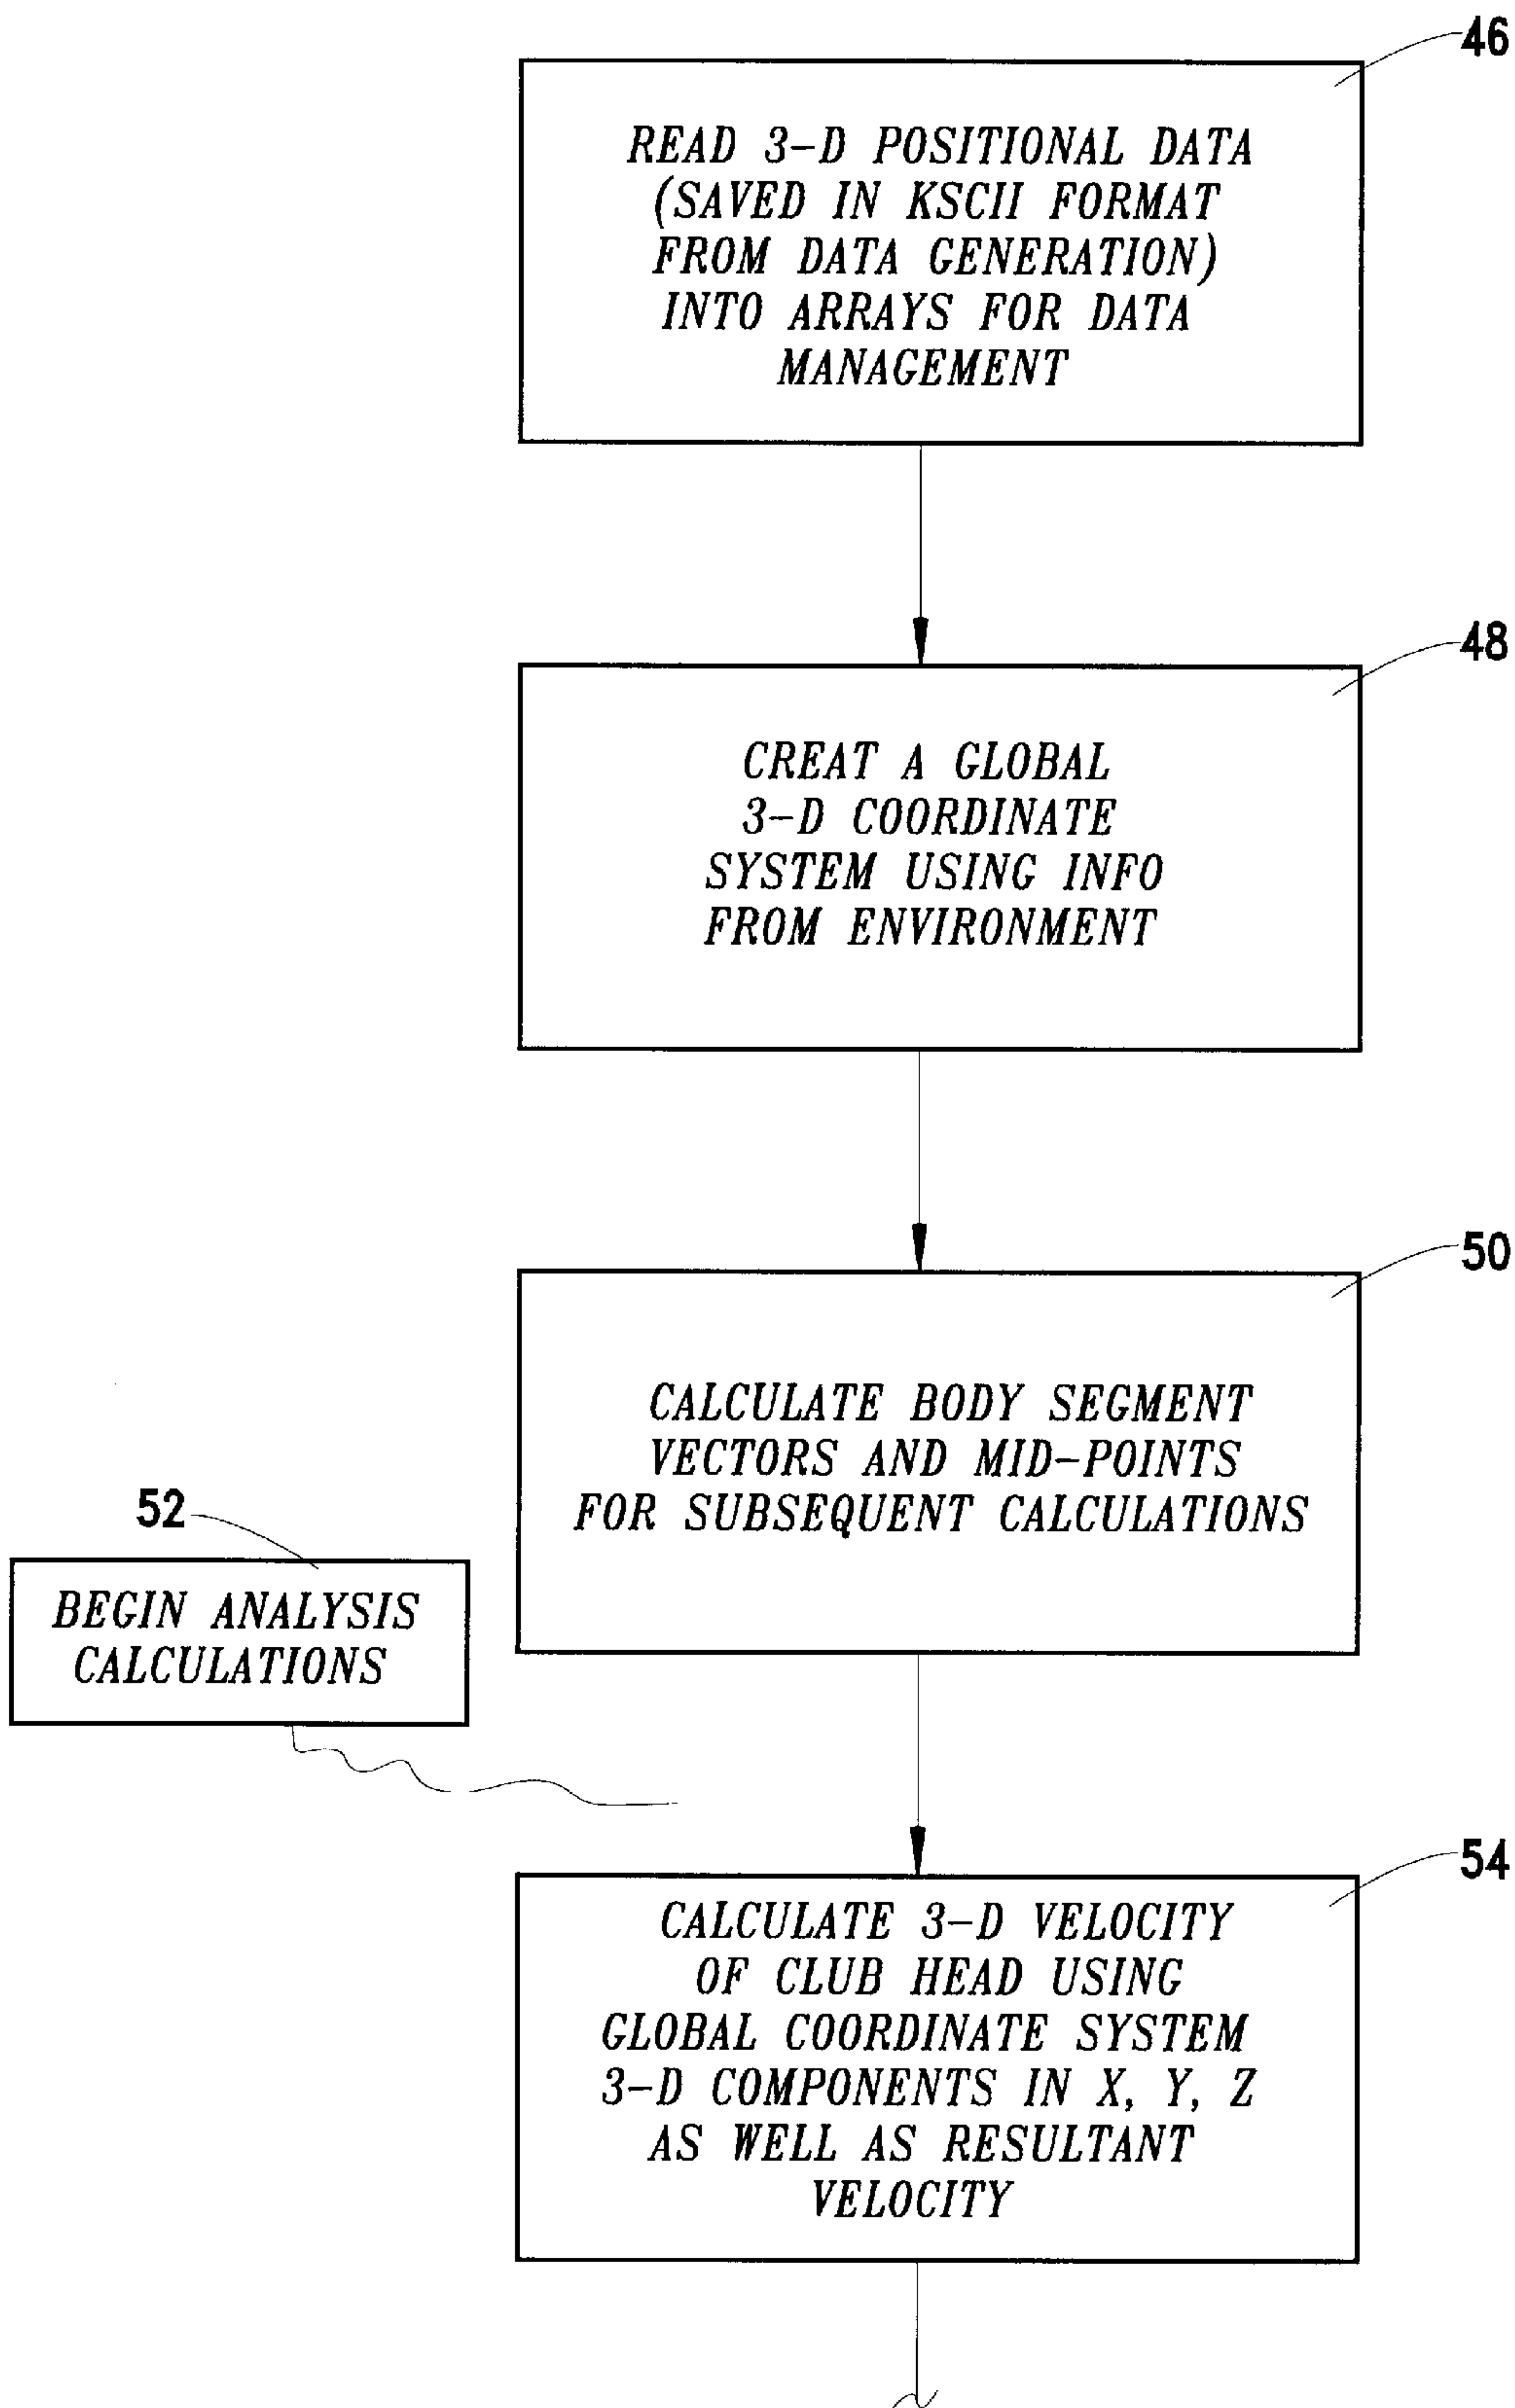 46
READ 3-D POSITIONAL DATA
(SAVED IN KSCII FORMAT
FROM DATA GENERATION)
INTO ARRAYS FOR DATA
MANAGEMENT
48
CREAT A GLOBAL
3-D COORDINATE
SYSTEM USING INFO
FROM ENVIRONMENT
50
CALCULATE BODY SEGMENT
VECTORS AND MID-POINTS
FOR SUBSEQUENT CALCULATIONS
52
BEGIN ANALYSIS
CALCULATIONS
54
CALCULATE 3-D VELOCITY
OF CLUB HEAD USING
GLOBAL COORDINATE SYSTEM
3-D COMPONENTS IN X, Y, Z
AS WELL AS RESULTANT
VELOCITY